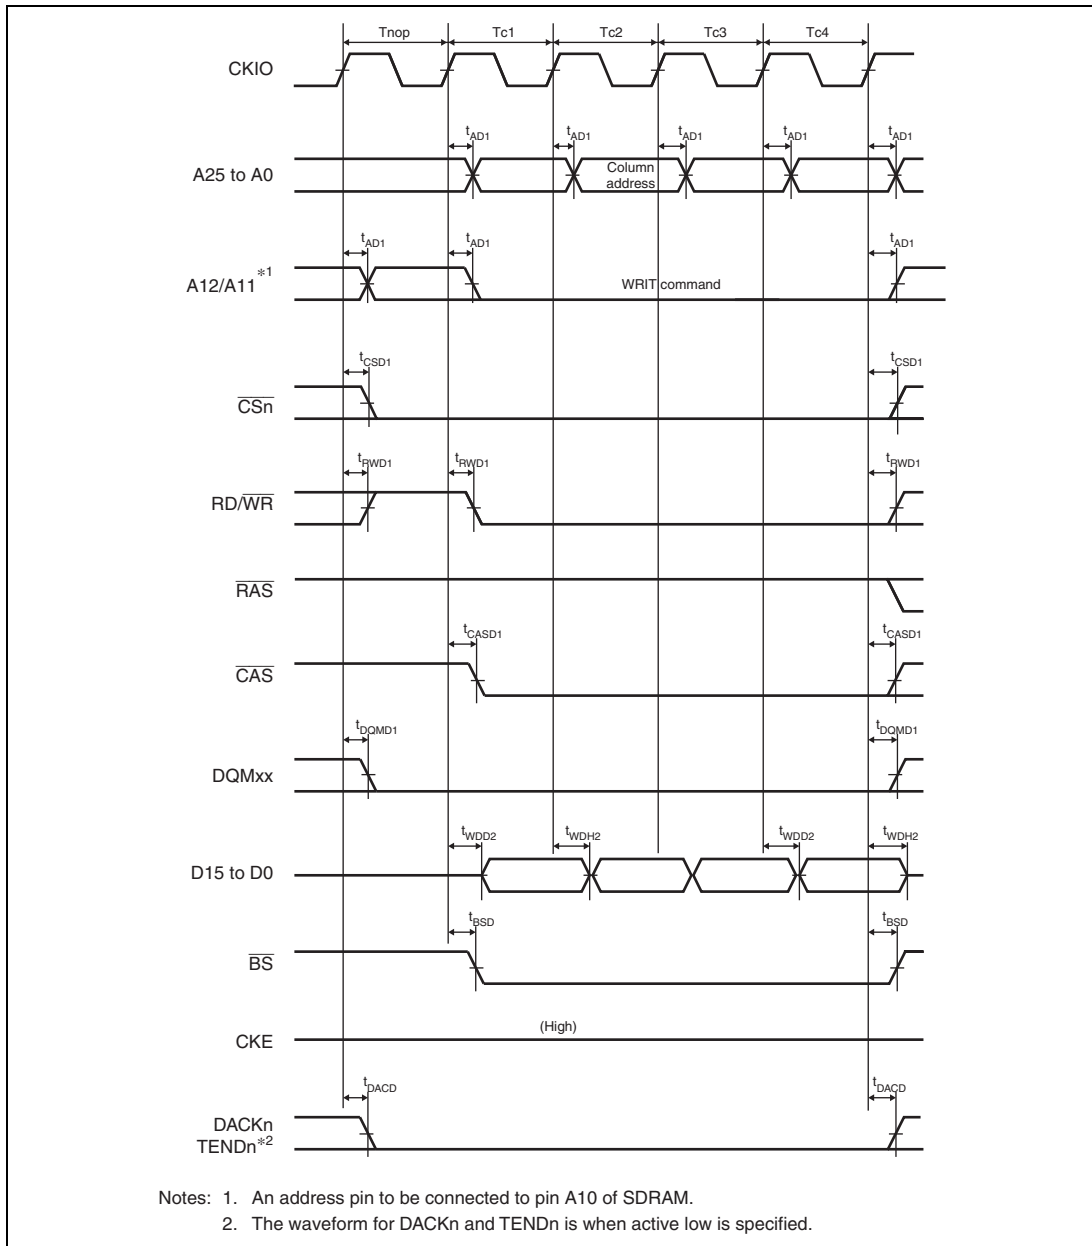 Tnop Tc1 Tc2 Tc3 Tc4
CKIO
tAD1 tAD1 tAD1 tAD1 tAD1
A25 to A0
Column
address
tAD1 tAD1 tAD1
A12/A11*1
WRIT command
tCSD1 tCSD1
CSn
tRWD1 tRWD1 tRWD1
RD/WR
RAS
tCASD1 tCASD1
CAS
tDQMD1 tDQMD1
DQMxx
tWDD2 tWDH2 tWDD2 tWDH2
D15 to D0
tBSD tBSD
BS
(High)
CKE
tDACD tDACD
DACKn
TENDn*2
Notes: 1. An address pin to be connected to pin A10 of SDRAM.
2. The waveform for DACKn and TENDn is when active low is specified.